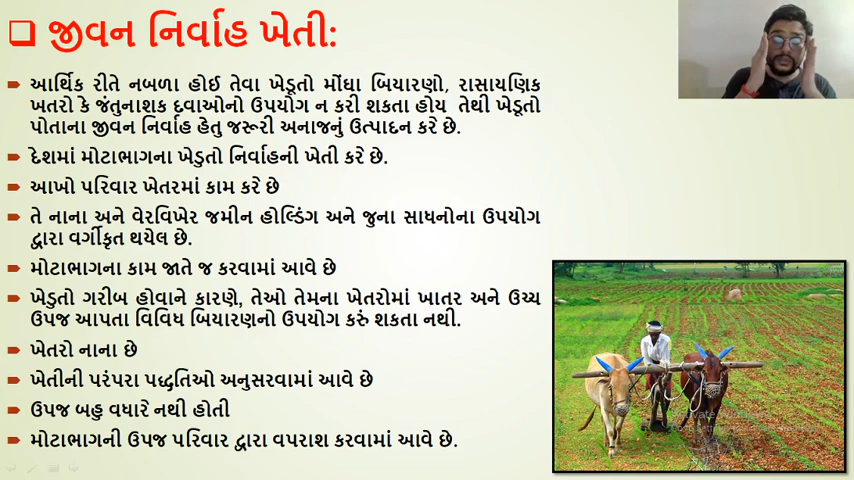 ❑ જીવન નિર્વાહ ખેતી:
આર્થિક રીતે નબળા હોઈ તેવા ખેડૂતો મોંઘા બિયારણો, રાસાયણિક
ખતરો કે જંતુનાશક દવાઓનો ઉપયોગ ન કરી શકતા હોય તેથી ખેડૂતો
પોતાના જીવન નિર્વાહ હેતુ જરૂરી અનાજનું ઉત્પાદન કરે છે.
દેશમાં મોટાભાગના ખેડુતો નિર્વાહની ખેતી કરે છે.
આખો પરિવાર ખેતરમાં કામ કરે છે
તે નાના અને વેરવિખેર જમીન હોલ્ડિંગ અને જુના સાધનોના ઉપયોગ
દ્વારા વર્ગીકૃત થયેલ છે.
મોટાભાગના કામ જાતે જ કરવામાં આવે છે
ખેડુતો ગરીબ હોવાને કારણે, તેઓ તેમના ખેતરોમાં ખાતર અને ઉચ્ચ
ઉપજ આપતા વિવિધ બિયારણનો ઉપયોગ કરું શકતા નથી.
ખેતરો નાના છે
ખેતીની પરંપરા પદ્ધતિઓ અનુસરવામાં આવે છે
ઉપજ બહુ વધારે નથી હોતી
મોટાભાગની ઉપજ પરિવાર દ્વારા વપરાશ કરવામાં આવે છે.